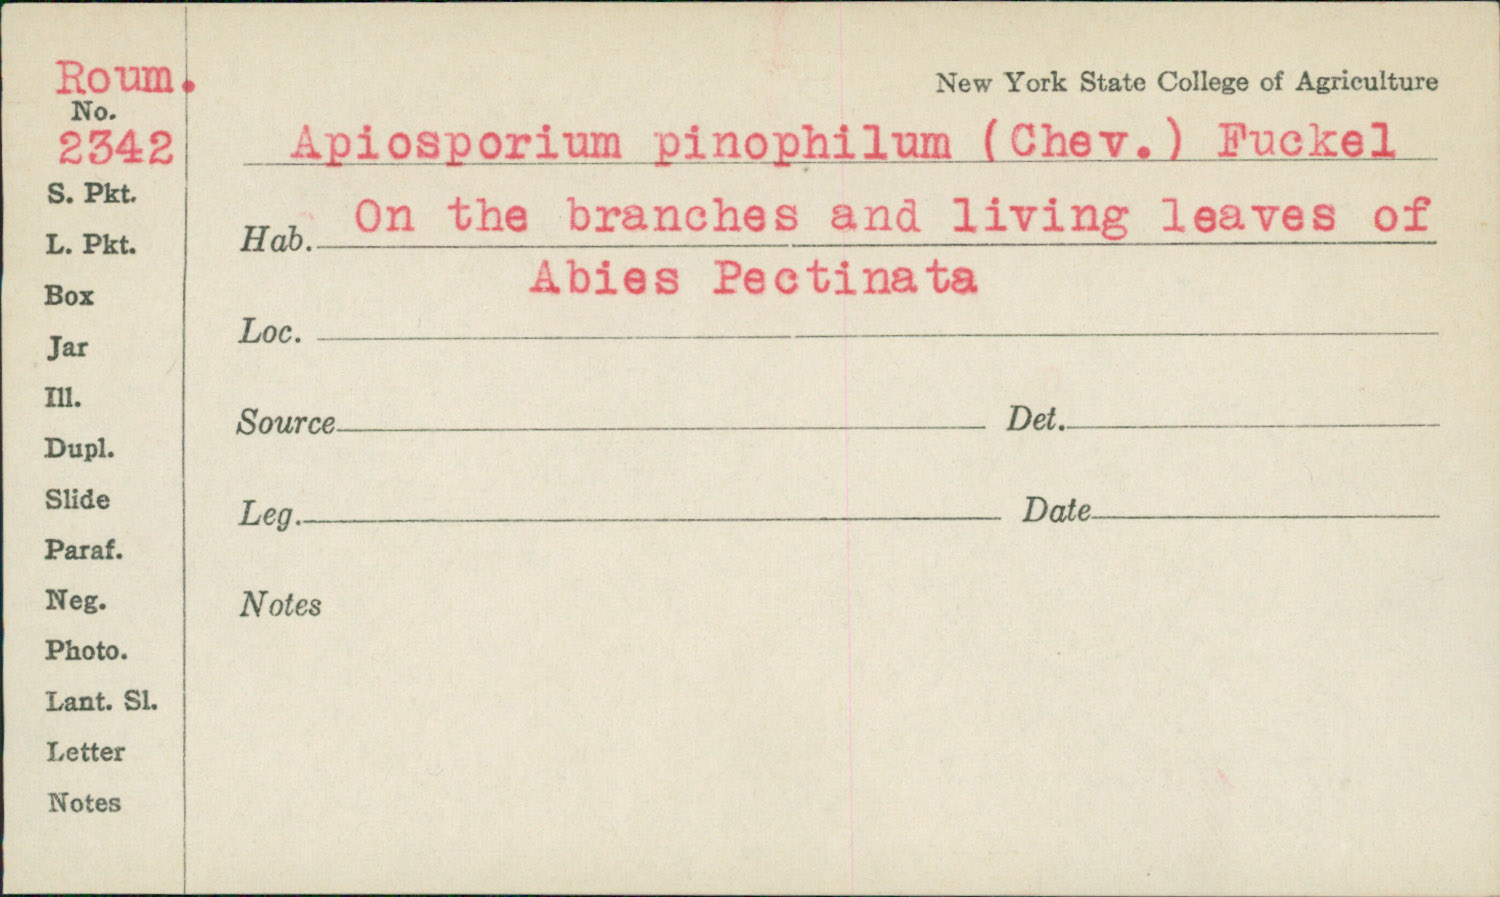 Roum.
No.
2342
S. Pkt.
L. Pkt.
Box
Jar
Ill.
Dupl.
Slide
Paraf.
Neg.
Photo.
Lant. Sl.
Letter
Notes
New York State College of Agriculture
Apiosporium pinophilum (Chev.) Fuckel
Hab. On the branches and living leaves of
Abies Pectinata
Loc.
Source Det.
Leg. Date
Notes